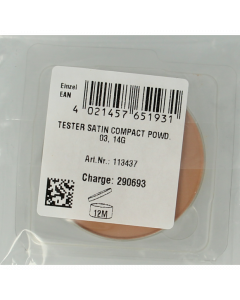 Einzel
EAN
4 021457 651931
TESTER SATIN COMPACT POWD.
03, 14G
Art.Nr.: 113437
Charge: 290693
12M